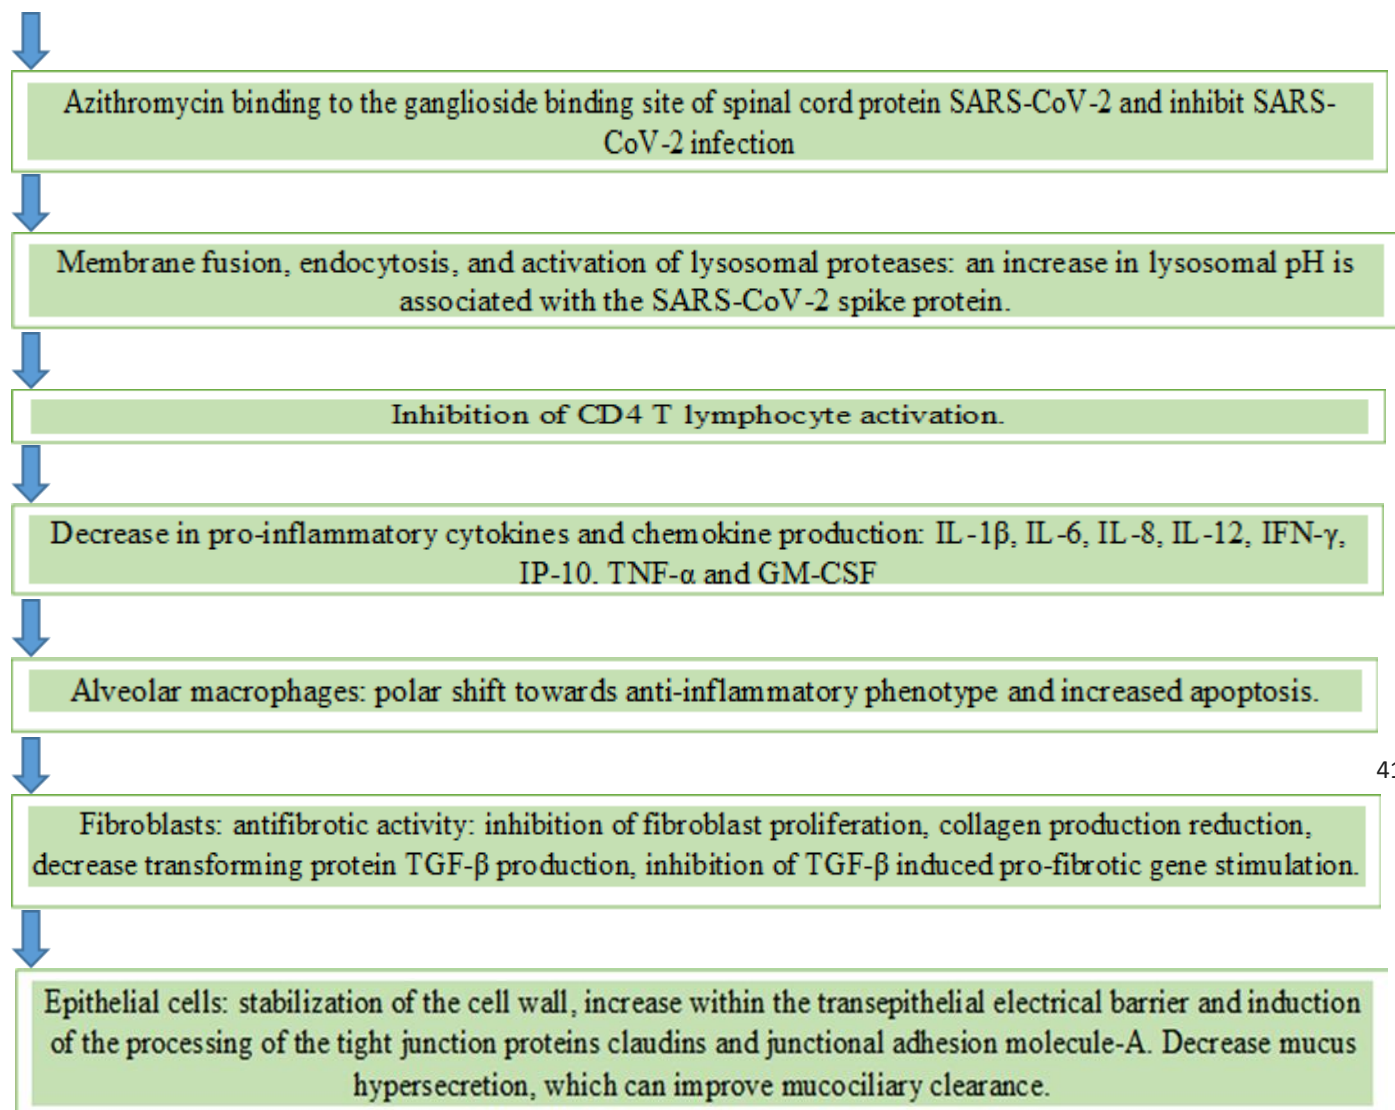 Azithromycin binding to the ganglioside binding site of spinal cord protein SARS-CoV-2 and inhibit SARS-
CoV-2 infection
Membrane fusion, endocytosis, and activation of lysosomal proteases: an increase in lysosomal pH is
associated with the SARS-CoV-2 spike protein.
Inhibition of CD4 T lymphocyte activation.
Decrease in pro-inflammatory cytokines and chemokine production: IL-1β, IL-6, IL-8, IL-12, IFN-γ,
IP-10. TNF-α and GM-CSF
Alveolar macrophages: polar shift towards anti-inflammatory phenotype and increased apoptosis.
41
Fibroblasts: antifibrotic activity: inhibition of fibroblast proliferation, collagen production reduction,
decrease transforming protein TGF-β production, inhibition of TGF-β induced pro-fibrotic gene stimulation.
Epithelial cells: stabilization of the cell wall, increase within the transepithelial electrical barrier and induction
of the processing of the tight junction proteins claudins and junctional adhesion molecule-A. Decrease mucus
hypersecretion, which can improve mucociliary clearance.